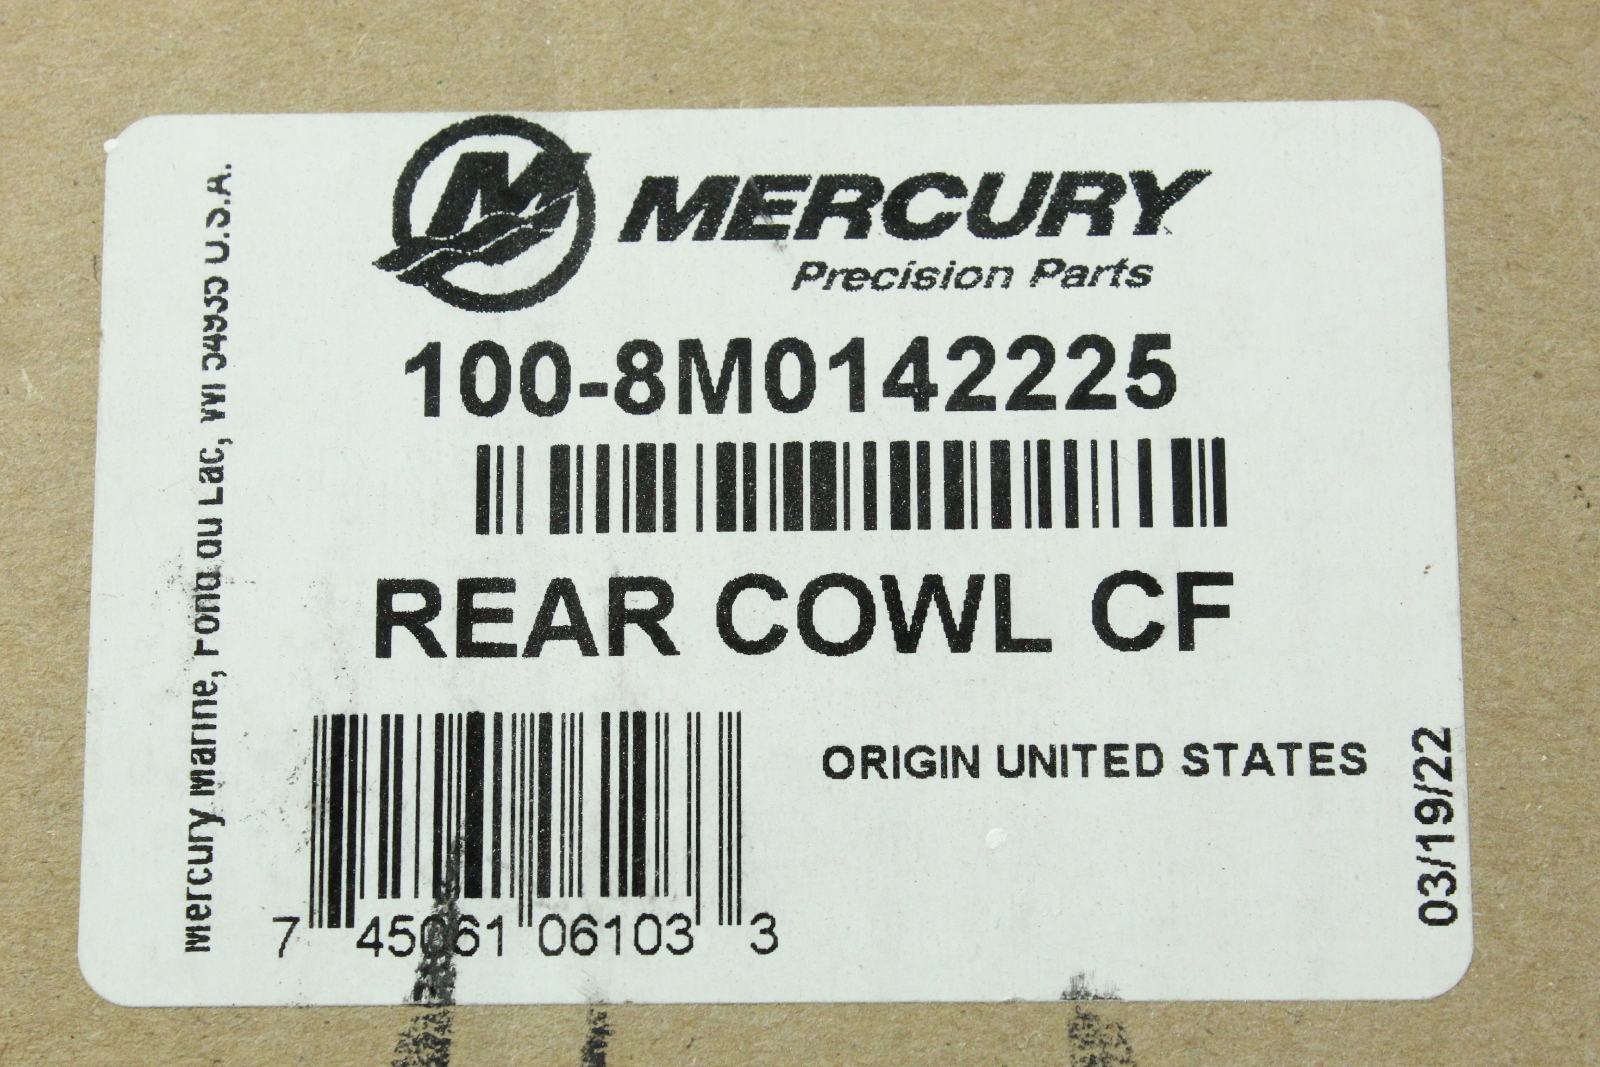 MERCURY
Precision Parts
100-8M0142225
REAR COWL CF
ORIGIN UNITED STATES
7 45061 06103 3
03/19/22
Mercury Marine, Fond du Lac, WI 54935 U.S.A.